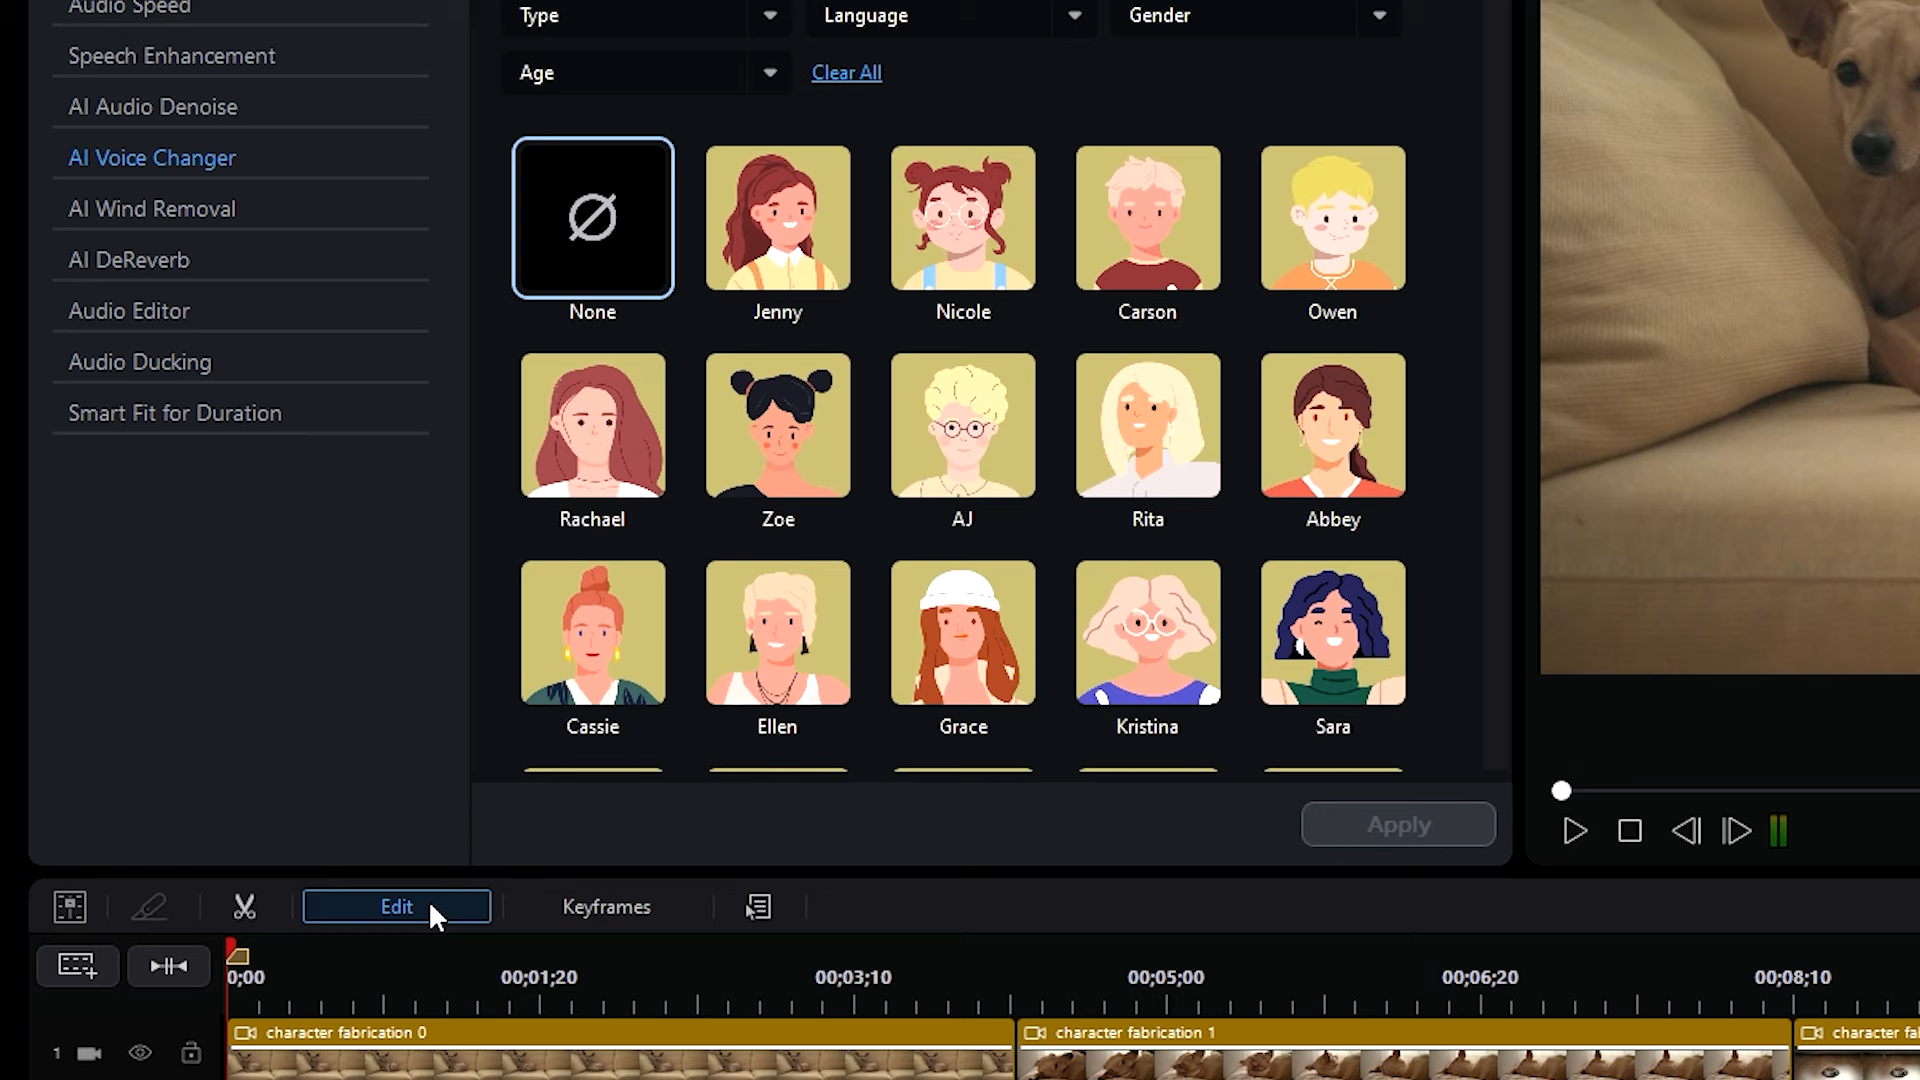 Audio Speed
Speech Enhancement
AI Audio Denoise
AI Voice Changer
AI Wind Removal
AI DeReverb
Audio Editor
Audio Ducking
Smart Fit for Duration
Type
Language
Gender
Age
Clear All
None
Jenny
Nicole
Carson
Owen
Rachael
Zoe
AJ
Rita
Abbey
Cassie
Ellen
Grace
Kristina
Sara
Apply
Edit
Keyframes
0;00
00;01;20
00;03;10
00;05;00
00;06;20
00;08;10
1
character fabrication 0
character fabrication 1
character fa